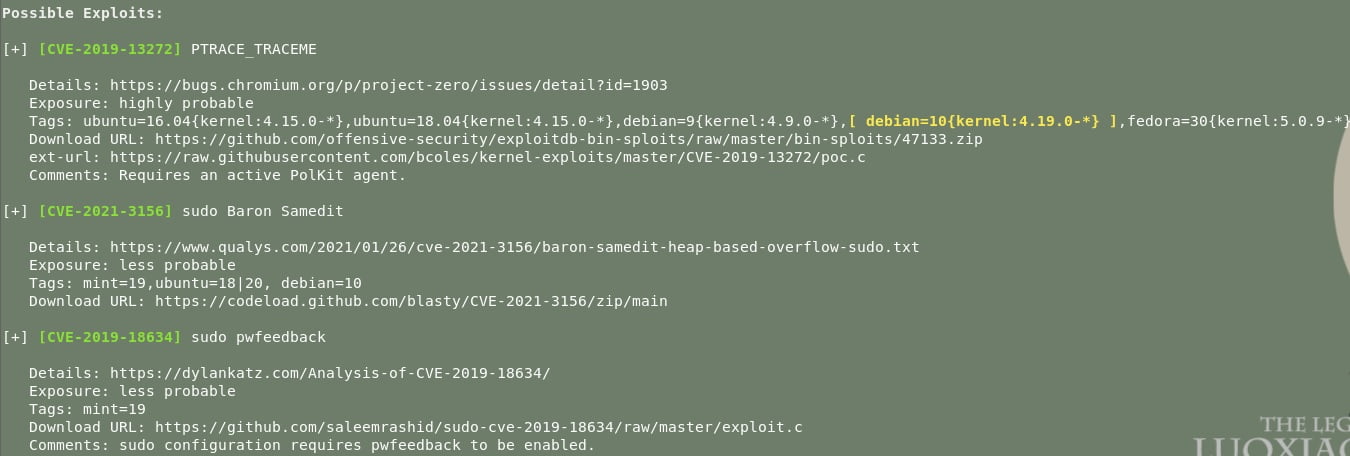 Possible Exploits:
[+] [CVE-2019-13272] PTRACE_TRACEME
Details: https://bugs.chromium.org/p/project-zero/issues/detail?id=1903
Exposure: highly probable
Tags: ubuntu=16.04{kernel:4.15.0-*},ubuntu=18.04{kernel:4.15.0-*},debian=9{kernel:4.9.0-*},[ debian=10{kernel:4.19.0-*} ],fedora=30{kernel:5.0.9-*}
Download URL: https://github.com/offensive-security/exploitdb-bin-sploits/raw/master/bin-sploits/47133.zip
ext-url: https://raw.githubusercontent.com/bcoles/kernel-exploits/master/CVE-2019-13272/poc.c
Comments: Requires an active PolKit agent.
[+] [CVE-2021-3156] sudo Baron Samedit
Details: https://www.qualys.com/2021/01/26/cve-2021-3156/baron-samedit-heap-based-overflow-sudo.txt
Exposure: less probable
Tags: mint=19,ubuntu=18|20, debian=10
Download URL: https://codeload.github.com/blasty/CVE-2021-3156/zip/main
[+] [CVE-2019-18634] sudo pwfeedback
Details: https://dylankatz.com/Analysis-of-CVE-2019-18634/
Exposure: less probable
Tags: mint=19
Download URL: https://github.com/saleemrashid/sudo-cve-2019-18634/raw/master/exploit.c
Comments: sudo configuration requires pwfeedback to be enabled.
THE LEG
LUOXIAO